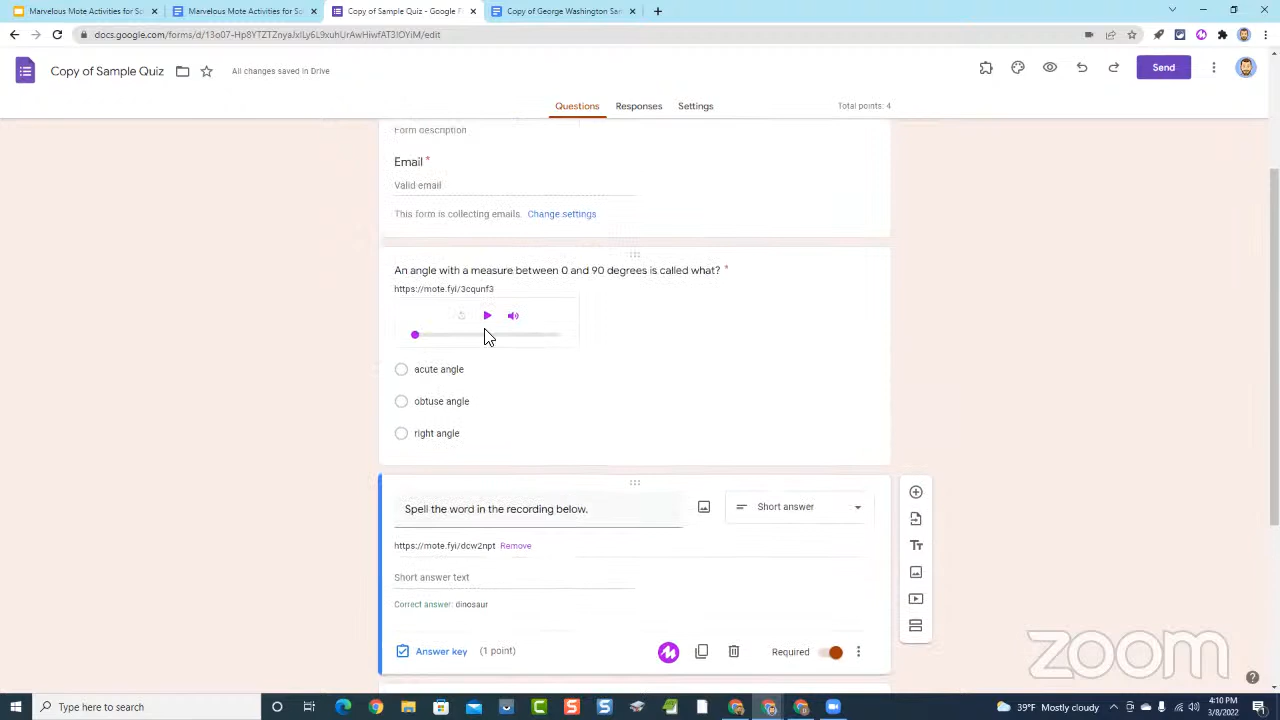 Marvelous Mote Activities for Sc
Marvelous Mote Activities for Sc
Copy of Sample Quiz - Google F
Copy of George Washington Sar
docs.google.com/forms/d/13o07-Hp8YTZTZnyaJxlLy6L9xuhUrAwHiwfAT3IOYiM/edit
Copy of Sample Quiz
All changes saved in Drive
Send
Questions
Responses
Settings
Total points: 4
Form description
Email *
Valid email
This form is collecting emails. Change settings
An angle with a measure between 0 and 90 degrees is called what? *
https://mote.fyi/3cqunf3
acute angle
obtuse angle
right angle
Spell the word in the recording below.
Short answer
https://mote.fyi/dcw2npt Remove
Short answer text
Correct answer: dinosaur
Answer key
(1 point)
Required
zoom
Type here to search
39°F Mostly cloudy
4:10 PM
3/8/2022